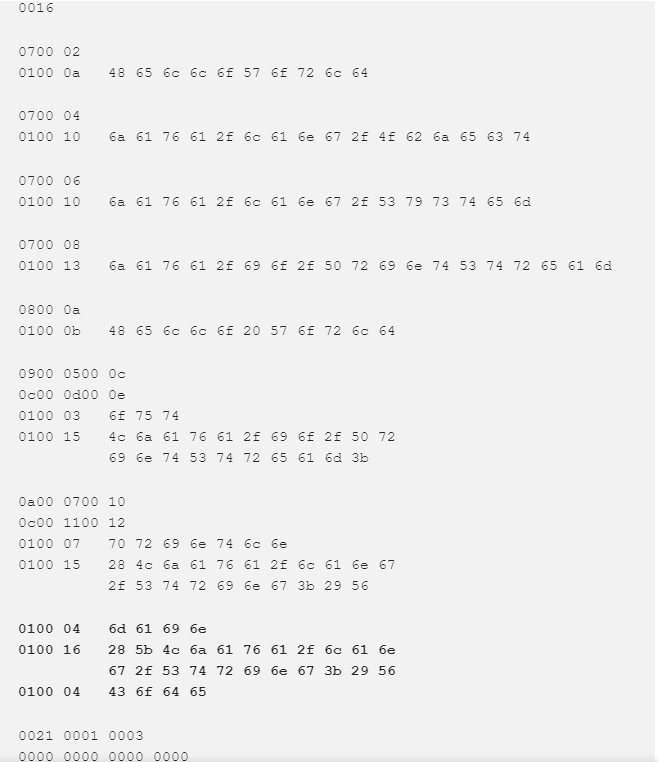 0016
0700 02
0100 0a 48 65 6c 6c 6f 57 6f 72 6c 64
0700 04
0100 10 6a 61 76 61 2f 6c 61 6e 67 2f 4f 62 6a 65 63 74
0700 06
0100 10 6a 61 76 61 2f 6c 61 6e 67 2f 53 79 73 74 65 6d
0700 08
0100 13 6a 61 76 61 2f 69 6f 2f 50 72 69 6e 74 53 74 72 65 61 6d
0800 0a
0100 0b 48 65 6c 6c 6f 20 57 6f 72 6c 64
0900 0500 0c
0c00 0d00 0e
0100 03 6f 75 74
0100 15 4c 6a 61 76 61 2f 69 6f 2f 50 72
69 6e 74 53 74 72 65 61 6d 3b
0a00 0700 10
0c00 1100 12
0100 07 70 72 69 6e 74 6c 6e
0100 15 28 4c 6a 61 76 61 2f 6c 61 6e 67
2f 53 74 72 69 6e 67 3b 29 56
0100 04 6d 61 69 6e
0100 16 28 5b 4c 6a 61 76 61 2f 6c 61 6e
67 2f 53 74 72 69 6e 67 3b 29 56
0100 04 43 6f 64 65
0021 0001 0003
0000 0000 0000 0000